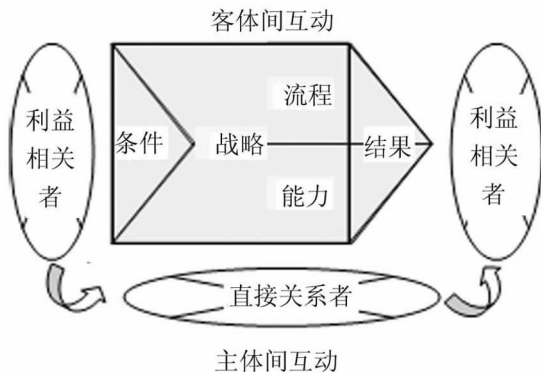 客体间互动
流程
利益
相关
者
条件
战略
结果
能力
利益
相关
者
直接关系者
主体间互动